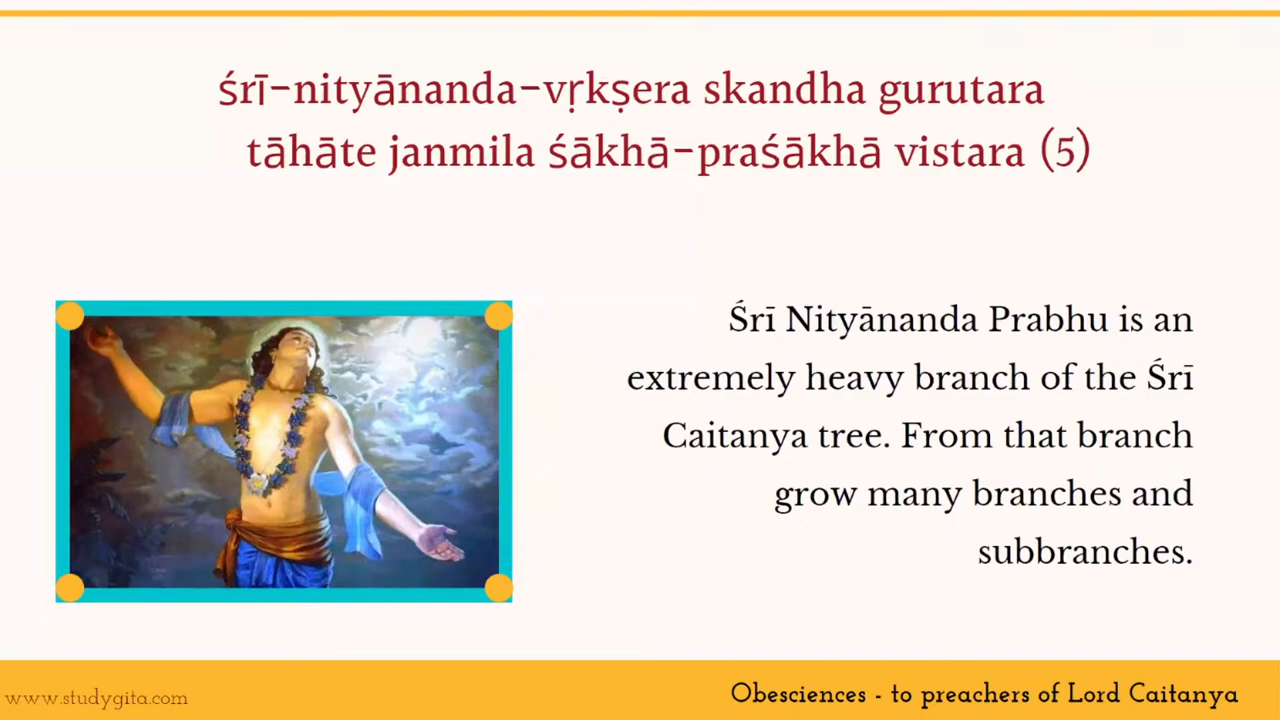 śrī-nityānanda-vṛkṣera skandha gurutara
tāhāte janmila śākhā-praśākhā vistara (5)
Śrī Nityānanda Prabhu is an
extremely heavy branch of the Śrī
Caitanya tree. From that branch
grow many branches and
subbranches.
www.studygita.com
Obesciences - to preachers of Lord Caitanya